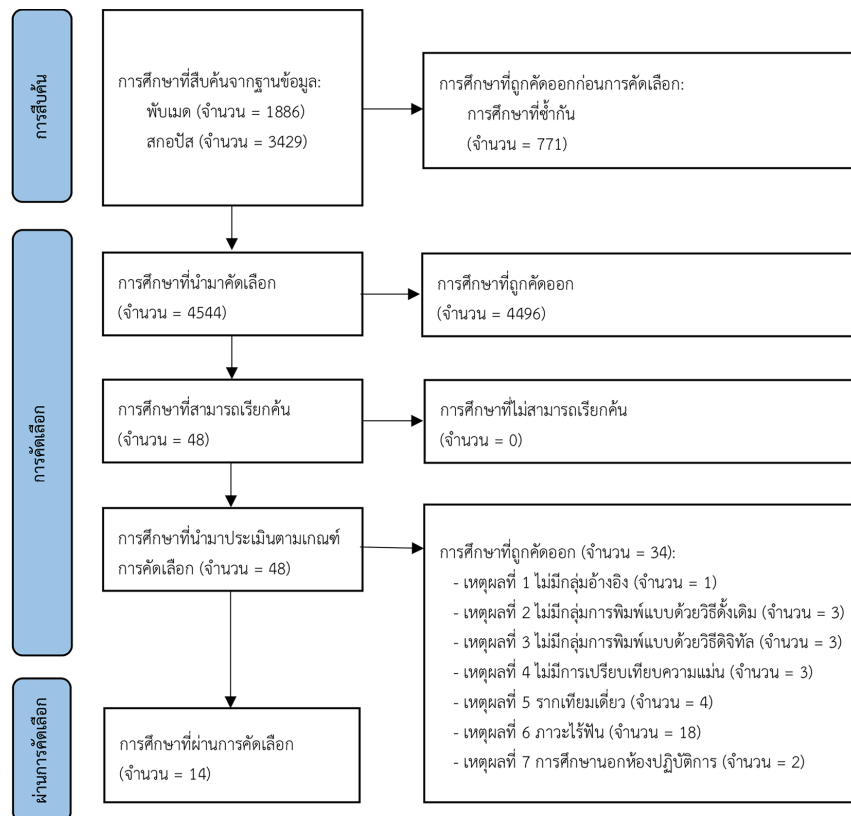 การสืบค้น
การศึกษาที่สืบค้นจากฐานข้อมูล:
พับเมด (จำนวน = 1886)
สกอปัส (จำนวน = 3429)
การศึกษาที่ถูกคัดออกก่อนการคัดเลือก:
การศึกษาที่ซ้ำกัน
(จำนวน = 771)
การคัดเลือก
การศึกษาที่นำมาคัดเลือก
(จำนวน = 4544)
การศึกษาที่ถูกคัดออก
(จำนวน = 4496)
การศึกษาที่สามารถเรียกค้น
(จำนวน = 48)
การศึกษาที่ไม่สามารถเรียกค้น
(จำนวน = 0)
การศึกษาที่นำมาประเมินตามเกณฑ์
การคัดเลือก (จำนวน = 48)
การศึกษาที่ถูกคัดออก (จำนวน = 34):
- เหตุผลที่ 1 ไม่มีกลุ่มอ้างอิง (จำนวน = 1)
- เหตุผลที่ 2 ไม่มีกลุ่มการพิมพ์แบบด้วยวิธีดั้งเดิม (จำนวน = 3)
- เหตุผลที่ 3 ไม่มีกลุ่มการพิมพ์แบบด้วยวิธีดิจิทัล (จำนวน = 3)
- เหตุผลที่ 4 ไม่มีการเปรียบเทียบความแม่น (จำนวน = 3)
- เหตุผลที่ 5 รากเทียมเดี่ยว (จำนวน = 4)
- เหตุผลที่ 6 ภาวะไร้ฟัน (จำนวน = 18)
- เหตุผลที่ 7 การศึกษานอกห้องปฏิบัติการ (จำนวน = 2)
ผ่านการคัดเลือก
การศึกษาที่ผ่านการคัดเลือก
(จำนวน = 14)